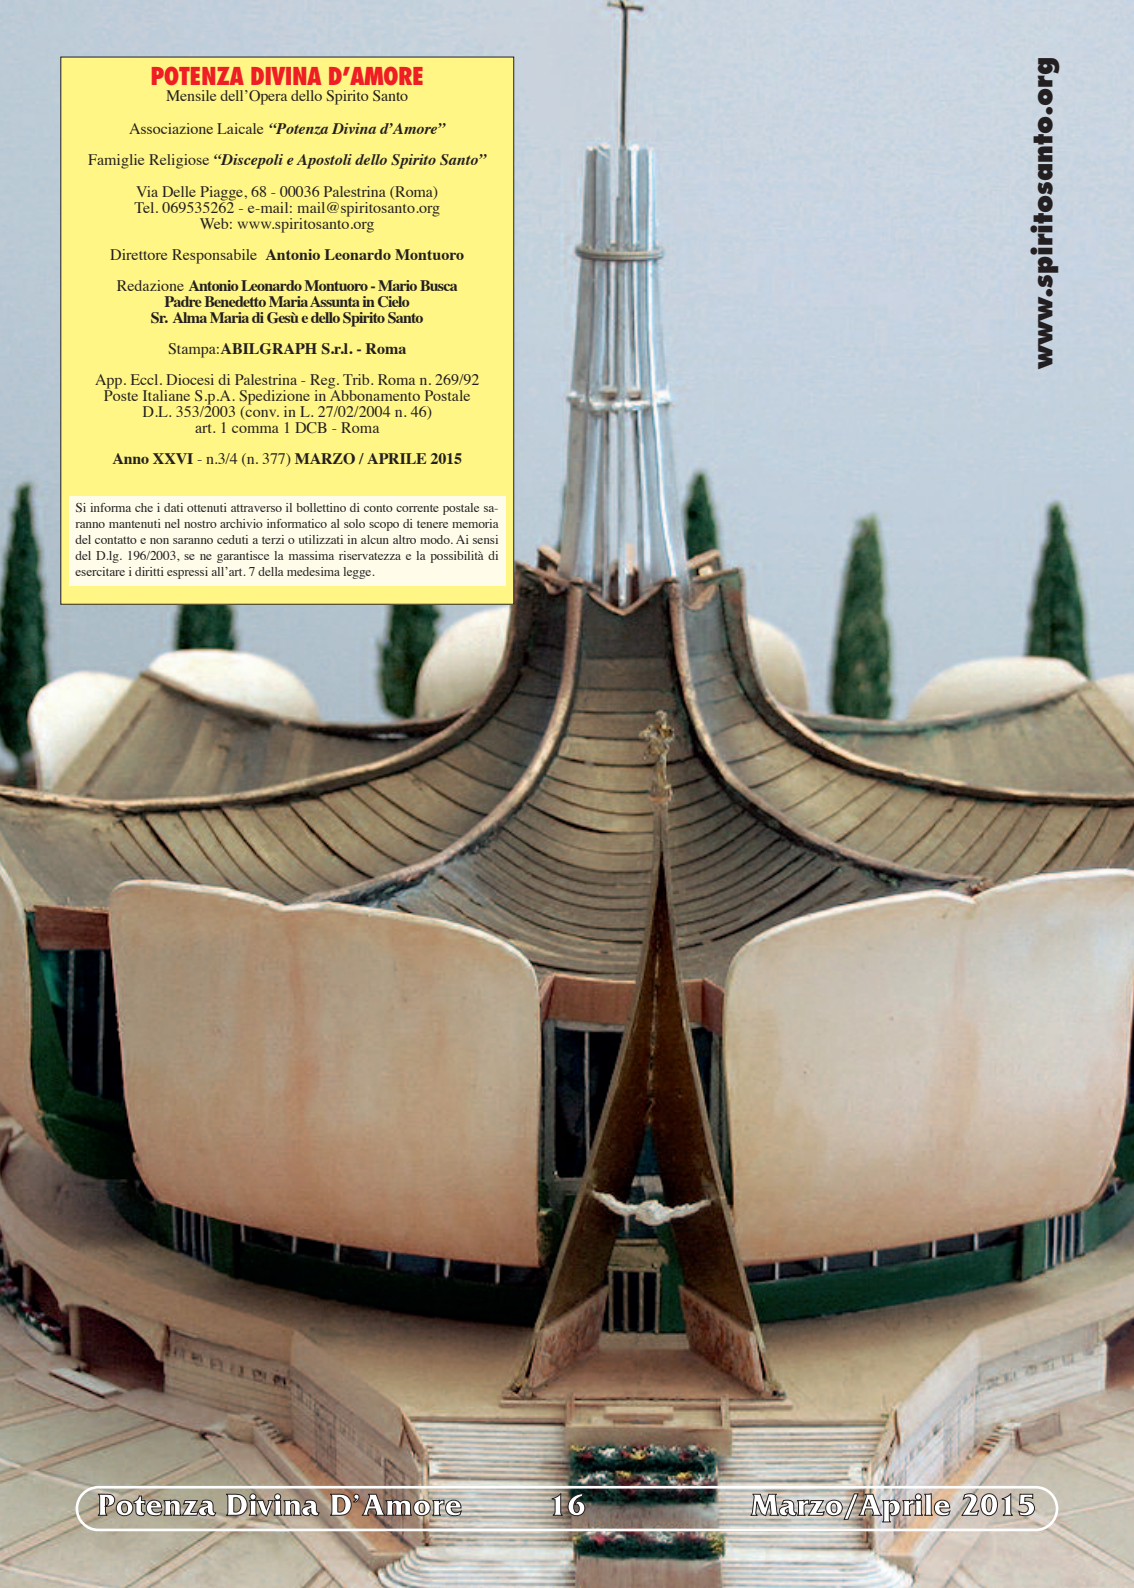 POTENZA DIVINA D'AMORE
Mensile dell'Opera dello Spirito Santo
Associazione Laicale “Potenza Divina d'Amore”
Famiglie Religiose “Discepoli e Apostoli dello Spirito Santo”
Via Delle Piagge, 68 - 00036 Palestrina (Roma)
Tel. 069535262 - e-mail: mail@spiritosanto.org
Web: www.spiritosanto.org
Direttore Responsabile Antonio Leonardo Montuoro
Redazione Antonio Leonardo Montuoro - Mario Busca
Padre Benedetto Maria Assunta in Cielo
Sr. Alma Maria di Gesù e dello Spirito Santo
Stampa:ABILGRAPH S.r.l. - Roma
App. Eccl. Diocesi di Palestrina - Reg. Trib. Roma n. 269/92
Poste Italiane S.p.A. Spedizione in Abbonamento Postale
D.L. 353/2003 (conv. in L. 27/02/2004 n. 46)
art. 1 comma 1 DCB - Roma
Anno XXVI - n.3/4 (n. 377) MARZO / APRILE 2015
Si informa che i dati ottenuti attraverso il bollettino di conto corrente postale sa-
ranno mantenuti nel nostro archivio informatico al solo scopo di tenere memoria
del contatto e non saranno ceduti a terzi o utilizzati in alcun altro modo. Ai sensi
del D.lg. 196/2003, se ne garantisce la massima riservatezza e la possibilità di
esercitare i diritti espressi all'art. 7 della medesima legge.
www.spiritosanto.org
Potenza Divina D'Amore 16 Marzo/Aprile 2015